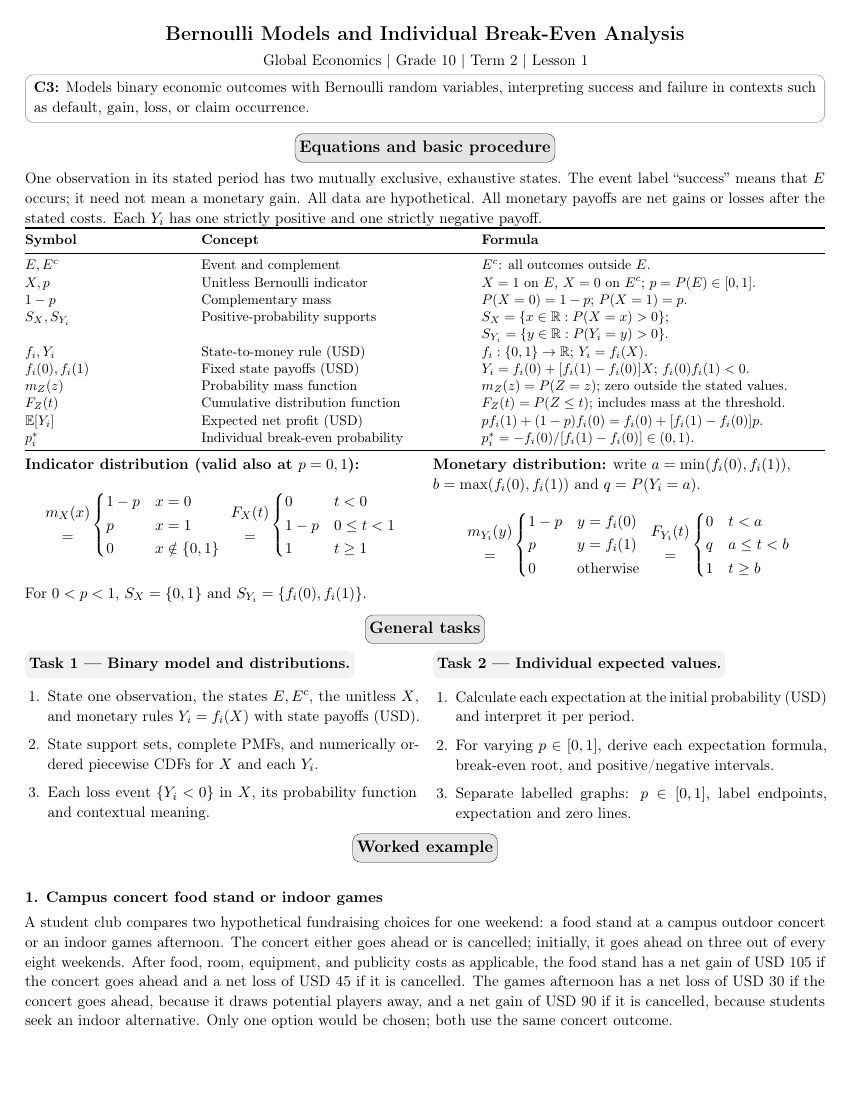 Bernoulli Models and Individual Break-Even Analysis
Global Economics | Grade 10 | Term 2 | Lesson 1
C3: Models binary economic outcomes with Bernoulli random variables, interpreting success and failure in contexts such
as default, gain, loss, or claim occurrence.
Equations and basic procedure
One observation in its stated period has two mutually exclusive, exhaustive states. The event label “success” means that E
occurs; it need not mean a monetary gain. All data are hypothetical. All monetary payoffs are net gains or losses after the
stated costs. Each Y_i has one strictly positive and one strictly negative payoff.
Symbol Concept Formula
E, E^c Event and complement E^c: all outcomes outside E.
X, p Unitless Bernoulli indicator X = 1 on E, X = 0 on E^c; p = P(E) ∈ [0, 1].
1 − p Complementary mass P(X = 0) = 1 − p; P(X = 1) = p.
S_X, S_{Y_i} Positive-probability supports S_X = {x ∈ ℝ : P(X = x) > 0};
S_{Y_i} = {y ∈ ℝ : P(Y_i = y) > 0}.
f_i, Y_i State-to-money rule (USD) f_i : {0, 1} → ℝ; Y_i = f_i(X).
f_i(0), f_i(1) Fixed state payoffs (USD) Y_i = f_i(0) + [f_i(1) − f_i(0)]X; f_i(0)f_i(1) < 0.
m_Z(z) Probability mass function m_Z(z) = P(Z = z); zero outside the stated values.
F_Z(t) Cumulative distribution function F_Z(t) = P(Z ≤ t); includes mass at the threshold.
𝔼[Y_i] Expected net profit (USD) pf_i(1) + (1 − p)f_i(0) = f_i(0) + [f_i(1) − f_i(0)]p.
p_i^* Individual break-even probability p_i^* = −f_i(0)/[f_i(1) − f_i(0)] ∈ (0, 1).
Indicator distribution (valid also at p = 0, 1):
m_X(x) = { 1 − p x = 0
p x = 1
0 x ∉ {0, 1}
F_X(t) = { 0 t < 0
1 − p 0 ≤ t < 1
1 t ≥ 1
For 0 < p < 1, S_X = {0, 1} and S_{Y_i} = {f_i(0), f_i(1)}.
Monetary distribution: write a = min(f_i(0), f_i(1)),
b = max(f_i(0), f_i(1)) and q = P(Y_i = a).
m_{Y_i}(y) = { 1 − p y = f_i(0)
p y = f_i(1)
0 otherwise
F_{Y_i}(t) = { 0 t < a
q a ≤ t < b
1 t ≥ b
General tasks
Task 1 — Binary model and distributions.
1. State one observation, the states E, E^c, the unitless X,
and monetary rules Y_i = f_i(X) with state payoffs (USD).
2. State support sets, complete PMFs, and numerically or-
dered piecewise CDFs for X and each Y_i.
3. Each loss event {Y_i < 0} in X, its probability function
and contextual meaning.
Task 2 — Individual expected values.
1. Calculate each expectation at the initial probability (USD)
and interpret it per period.
2. For varying p ∈ [0, 1], derive each expectation formula,
break-even root, and positive/negative intervals.
3. Separate labelled graphs: p ∈ [0, 1], label endpoints,
expectation and zero lines.
Worked example
1. Campus concert food stand or indoor games
A student club compares two hypothetical fundraising choices for one weekend: a food stand at a campus outdoor concert
or an indoor games afternoon. The concert either goes ahead or is cancelled; initially, it goes ahead on three out of every
eight weekends. After food, room, equipment, and publicity costs as applicable, the food stand has a net gain of USD 105 if
the concert goes ahead and a net loss of USD 45 if it is cancelled. The games afternoon has a net loss of USD 30 if the
concert goes ahead, because it draws potential players away, and a net gain of USD 90 if it is cancelled, because students
seek an indoor alternative. Only one option would be chosen; both use the same concert outcome.